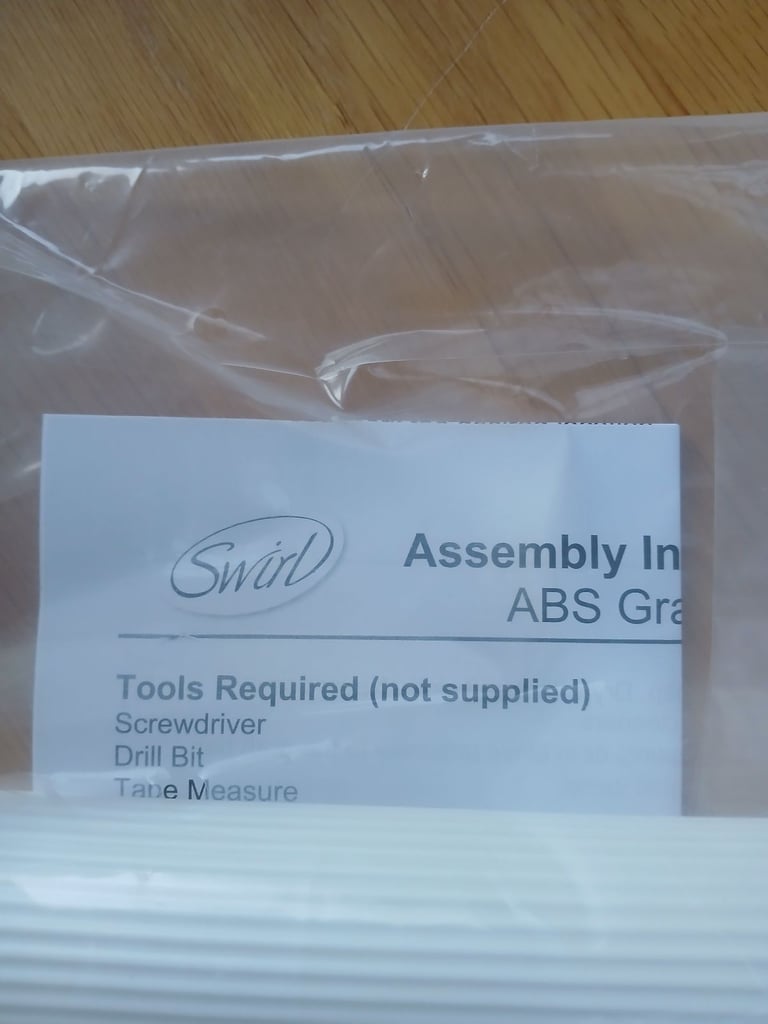 Swirl
Assembly In
ABS Gra
Tools Required (not supplied)
Screwdriver
Drill Bit
Tape Measure